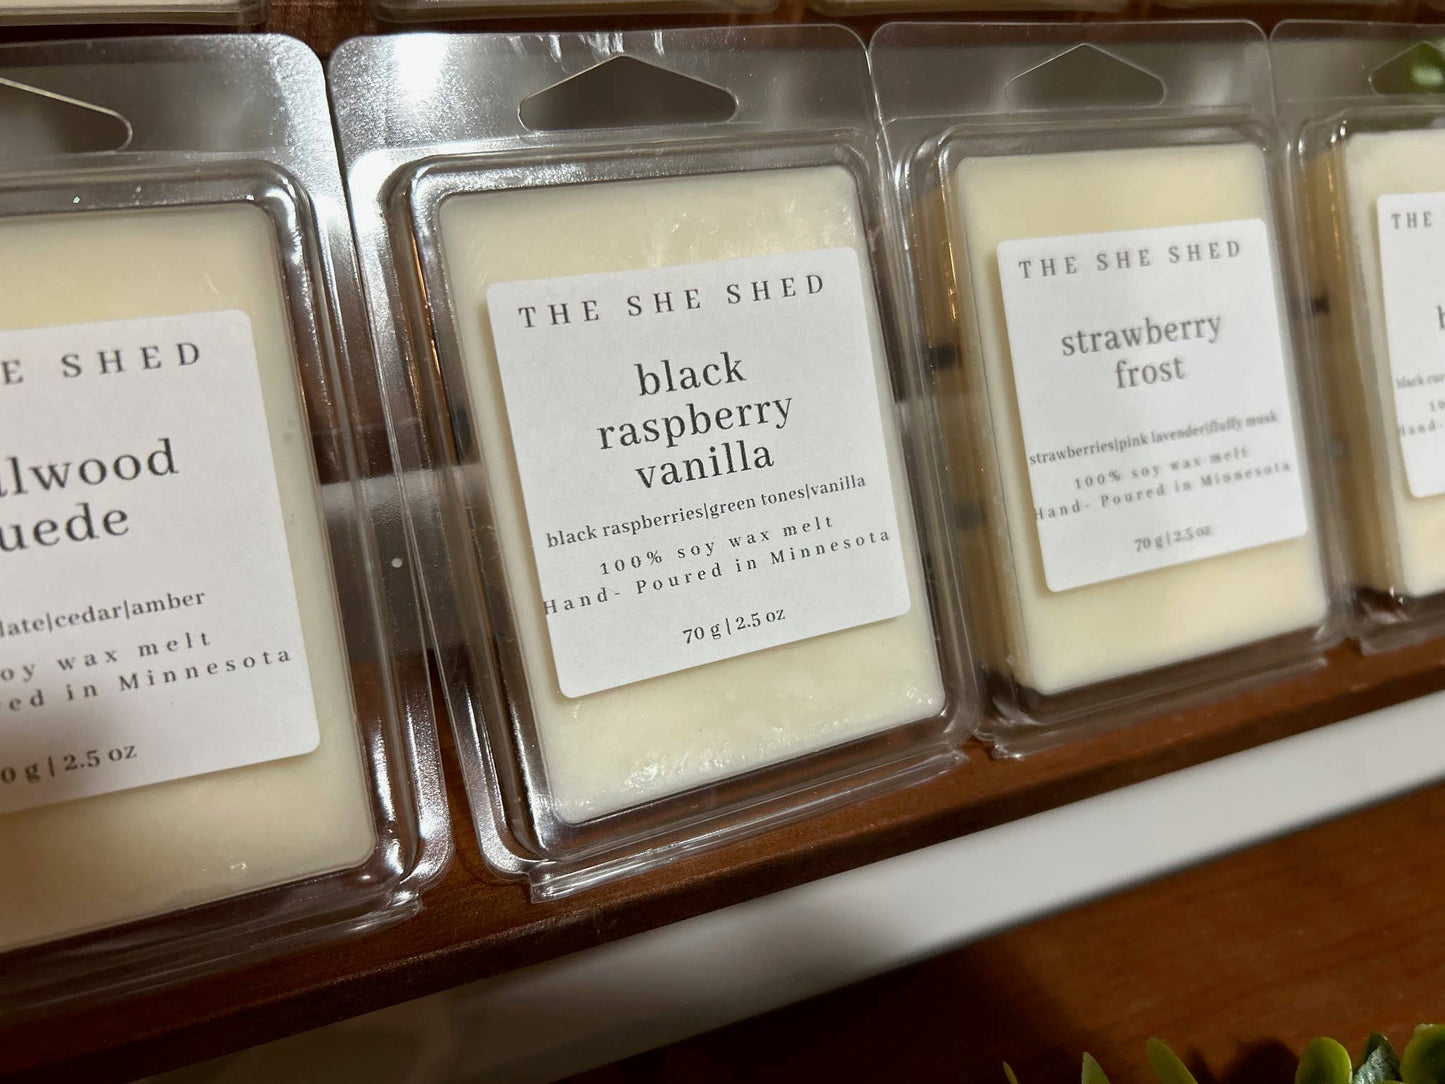 E SHED
lwood
uede
late|cedar|amber
oy wax melt
ed in Minnesota
0 g | 2.5 oz
THE SHE SHED
black
raspberry
vanilla
black raspberries|green tones|vanilla
100% soy wax melt
Hand- Poured in Minnesota
70 g | 2.5 oz
THE SHE SHED
strawberry
frost
strawberries|pink lavender|fluffy musk
100% soy wax melt
Hand- Poured in Minnesota
70 g | 2.5 oz
THE
b
black
10
Hand-